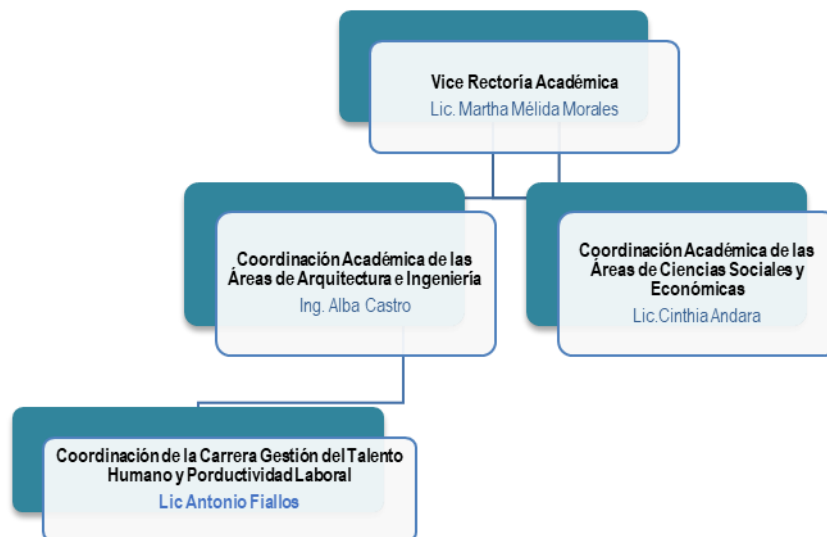 Vice Rectoría Académica
Lic. Martha Mélida Morales
Coordinación Académica de las
Áreas de Arquitectura e Ingeniería
Ing. Alba Castro
Coordinación Académica de las
Áreas de Ciencias Sociales y
Económicas
Lic.Cinthia Andara
Coordinación de la Carrera Gestión del Talento
Humano y Porductividad Laboral
Lic Antonio Fiallos